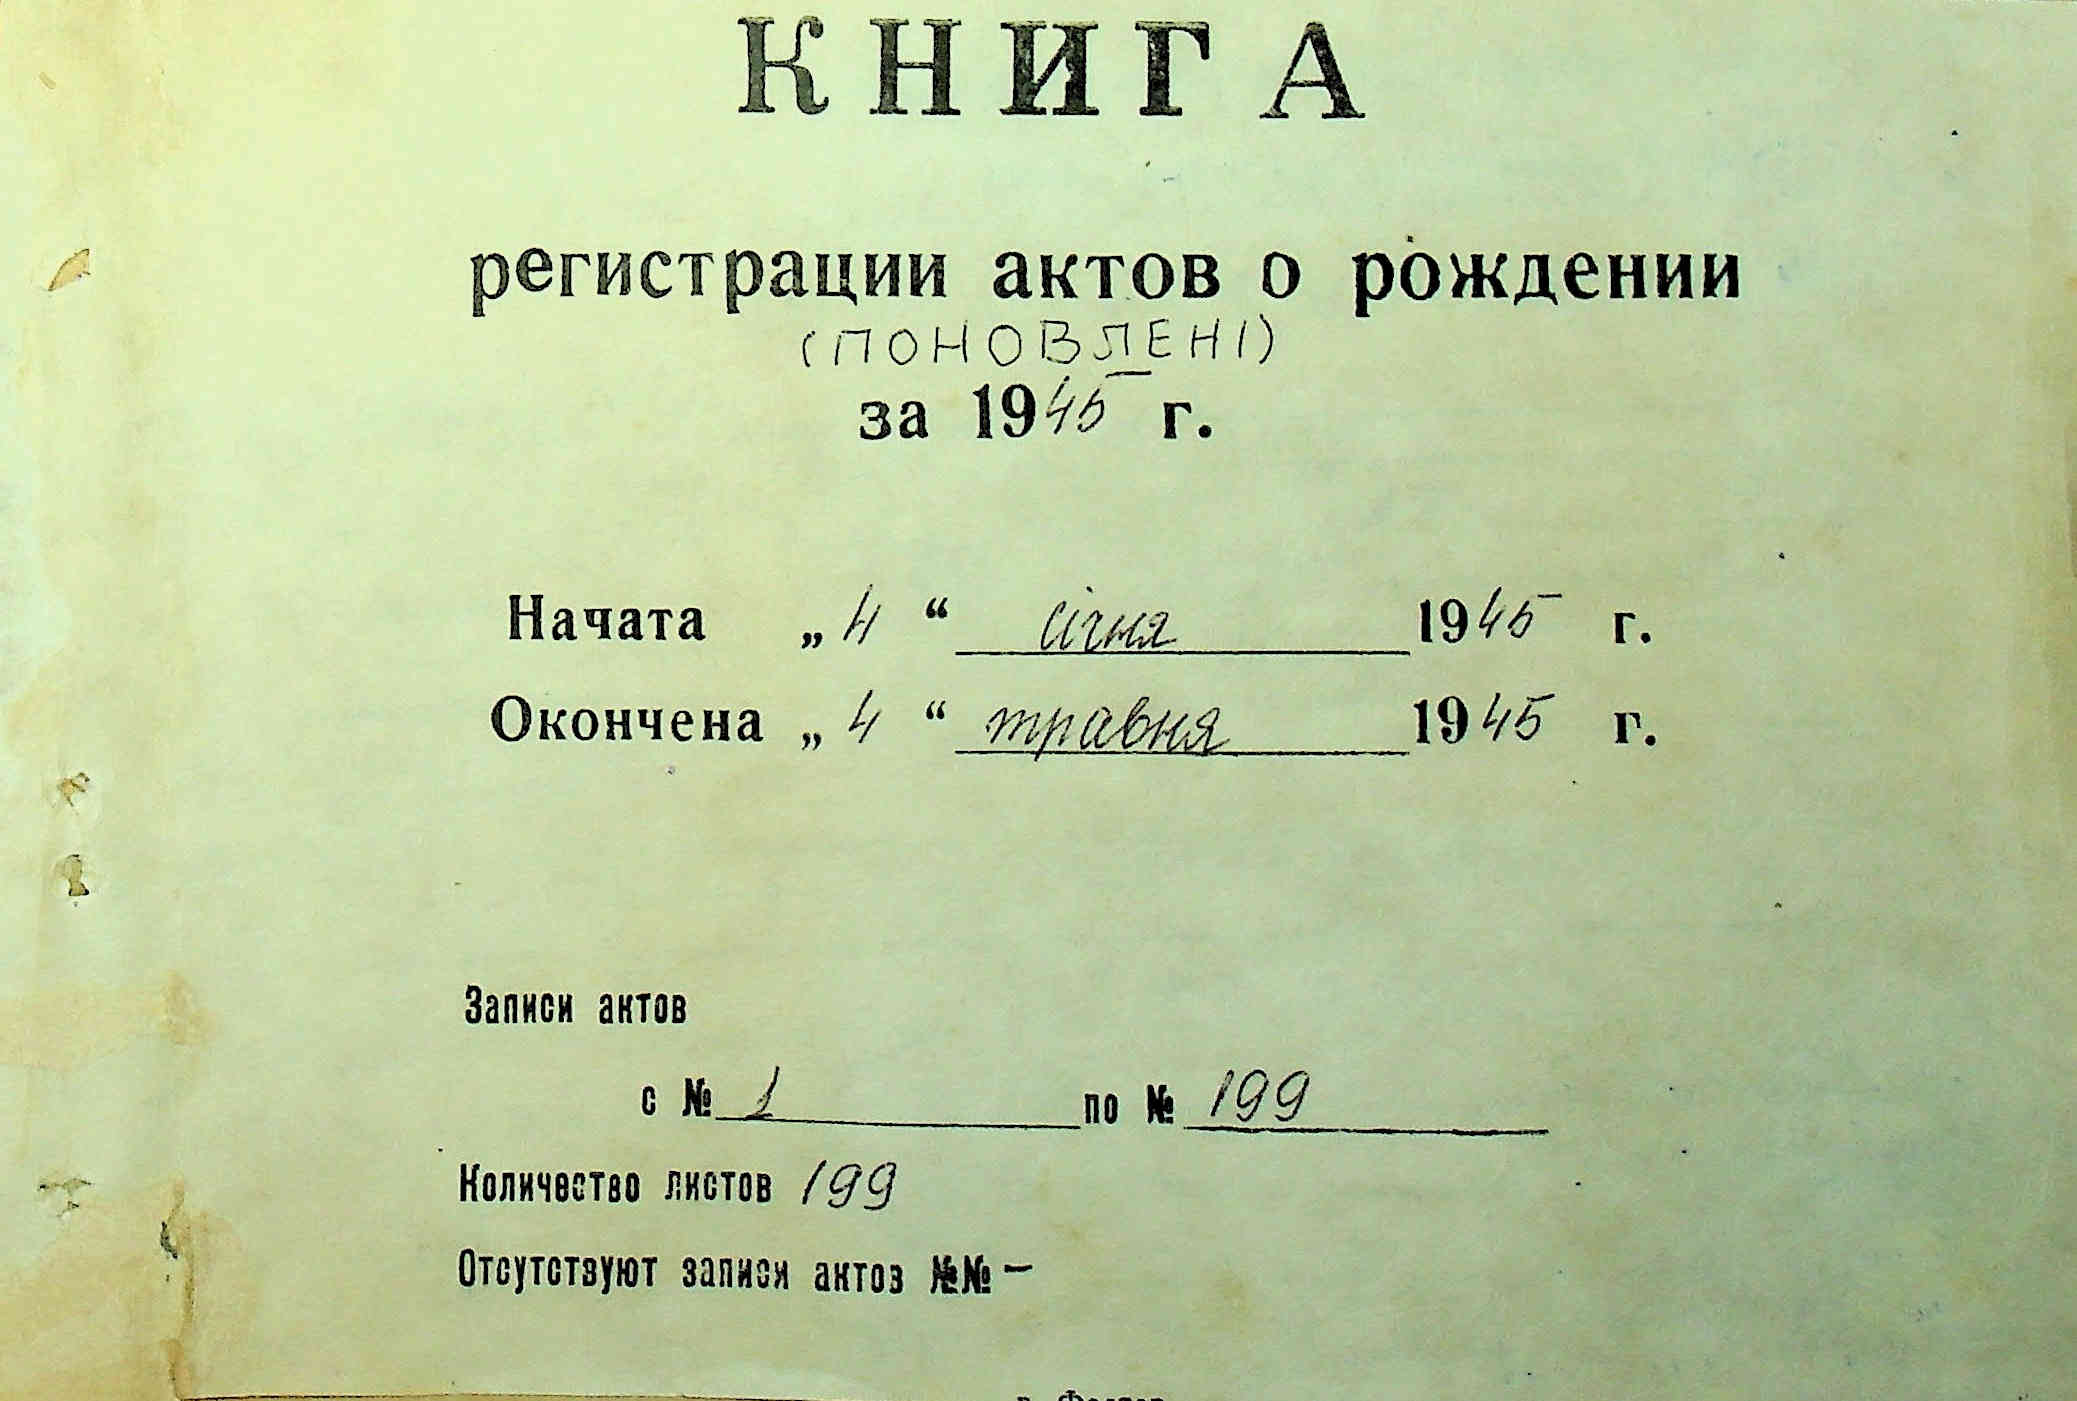 КНИГА
регистрации актов о рождении
(ПОНОВЛЕНІ)
за 1945 г.
Начата „ 4 “ січня 1945 г.
Окончена „ 4 “ травня 1945 г.
Записи актов
с № 1 по № 199
Количество листов 199
Отсутствуют записи актов №№ —